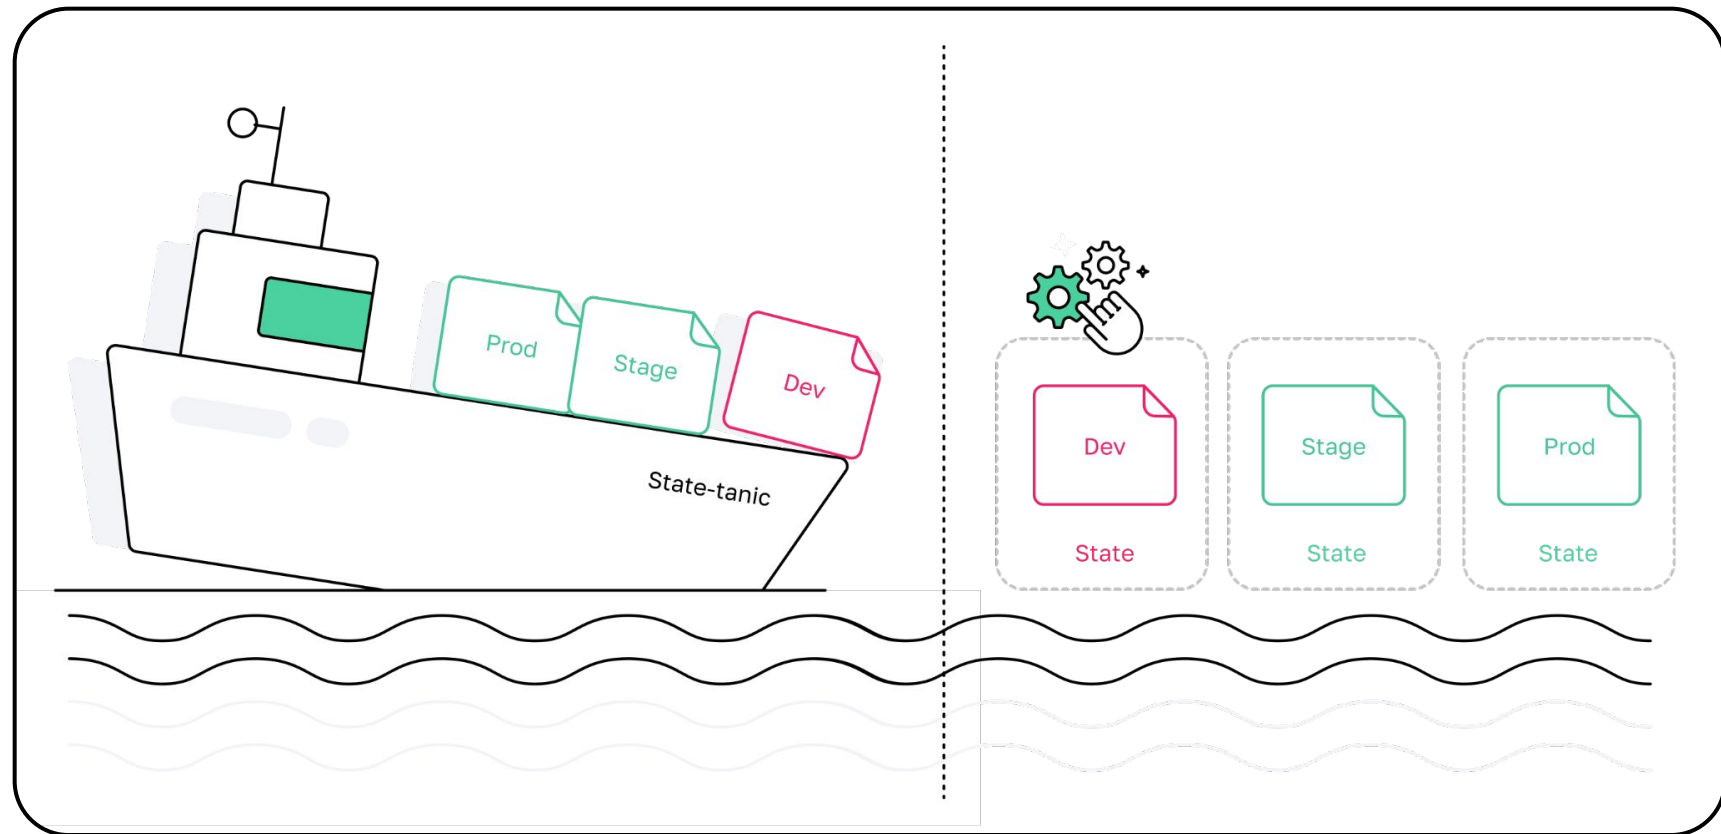 Prod
Stage
Dev
State-tanic
Dev
Stage
Prod
State
State
State